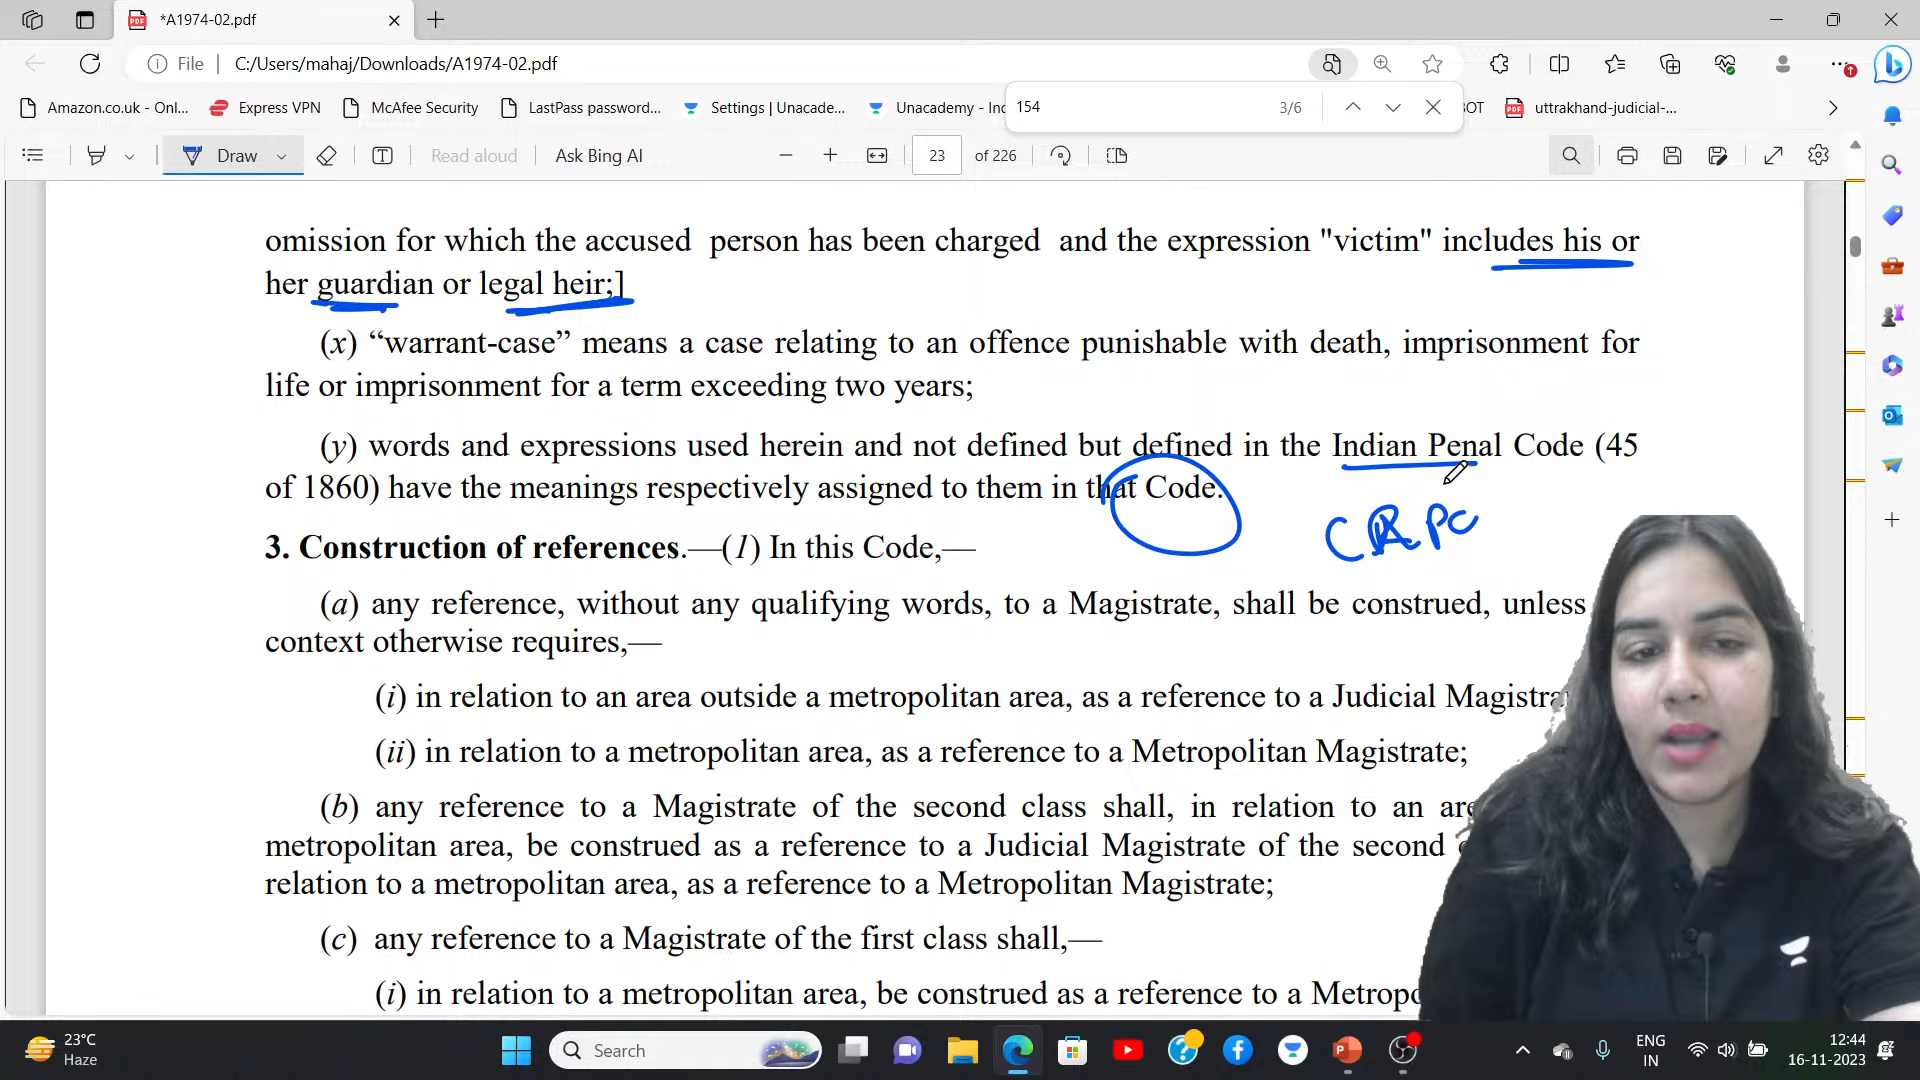 *A1974-02.pdf
File
C:/Users/mahaj/Downloads/A1974-02.pdf
154
3/6
Amazon.co.uk - Onl...
Express VPN
McAfee Security
LastPass password...
Settings | Unacade...
Unacademy - Inc
BOT
uttrakhand-judicial-...
Draw
Read aloud
Ask Bing AI
23
of 226
omission for which the accused person has been charged and the expression "victim" includes his or
her guardian or legal heir;]
(x) “warrant-case” means a case relating to an offence punishable with death, imprisonment for
life or imprisonment for a term exceeding two years;
(y) words and expressions used herein and not defined but defined in the Indian Penal Code (45
of 1860) have the meanings respectively assigned to them in that Code.
CRPC
3. Construction of references.—(1) In this Code,—
(a) any reference, without any qualifying words, to a Magistrate, shall be construed, unless
context otherwise requires,—
(i) in relation to an area outside a metropolitan area, as a reference to a Judicial Magistra
(ii) in relation to a metropolitan area, as a reference to a Metropolitan Magistrate;
(b) any reference to a Magistrate of the second class shall, in relation to an are
metropolitan area, be construed as a reference to a Judicial Magistrate of the second
relation to a metropolitan area, as a reference to a Metropolitan Magistrate;
(c) any reference to a Magistrate of the first class shall,—
(i) in relation to a metropolitan area, be construed as a reference to a Metropo
23°C
Haze
Search
ENG
IN
12:44
16-11-2023